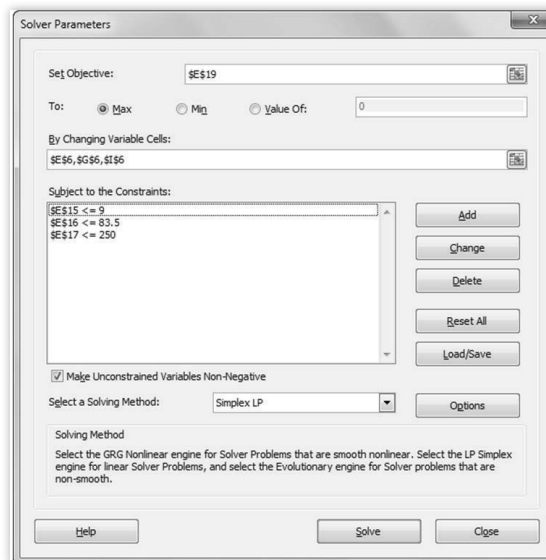 Solver Parameters
Set Objective:
$E$19
To:
Max
Min
Value Of:
0
By Changing Variable Cells:
$E$6,$G$6,$I$6
Subject to the Constraints:
$E$15 <= 9
$E$16 <= 83.5
$E$17 <= 250
Add
Change
Delete
Reset All
Load/Save
Make Unconstrained Variables Non-Negative
Select a Solving Method:
Simplex LP
Options
Solving Method
Select the GRG Nonlinear engine for Solver Problems that are smooth nonlinear. Select the LP Simplex
engine for linear Solver Problems, and select the Evolutionary engine for Solver problems that are
non-smooth.
Help
Solve
Close